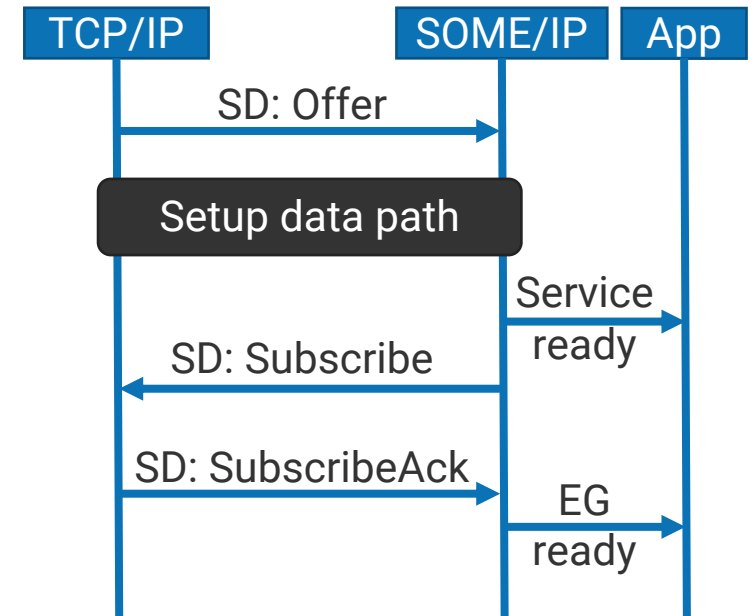 TCP/IP SOME/IP App
SD: Offer
Setup data path
Service
ready
SD: Subscribe
SD: SubscribeAck
EG
ready